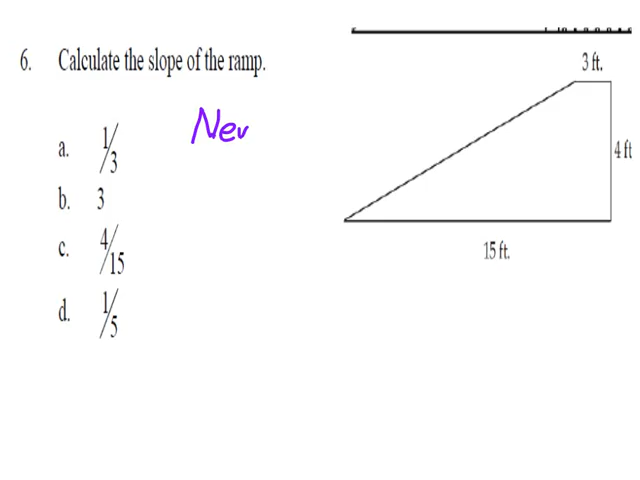 6. Calculate the slope of the ramp.
a. 1/3
b. 3
c. 4/15
d. 1/5
Nev
3 ft.
4 ft
15 ft.